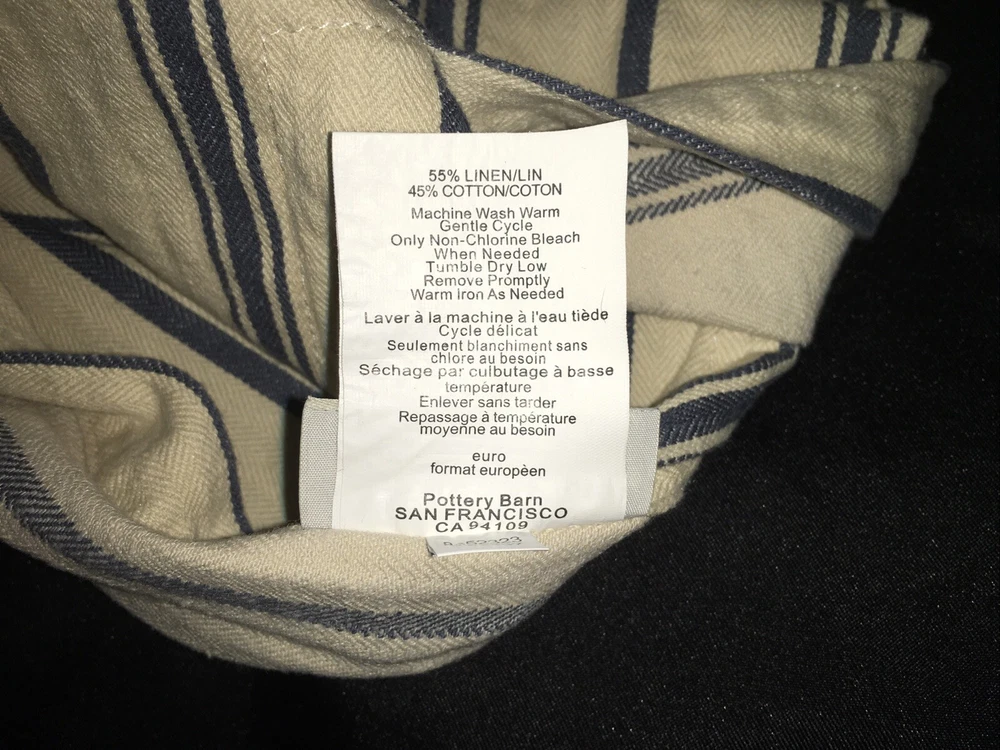 55% LINEN/LIN
45% COTTON/COTON
Machine Wash Warm
Gentle Cycle
Only Non-Chlorine Bleach
When Needed
Tumble Dry Low
Remove Promptly
Warm Iron As Needed
Laver à la machine à l'eau tiède
Cycle délicat
Seulement blanchiment sans
chlore au besoin
Séchage par culbutage à basse
température
Enlever sans tarder
Repassage à température
moyenne au besoin
euro
format europèen
Pottery Barn
SAN FRANCISCO
CA 94109